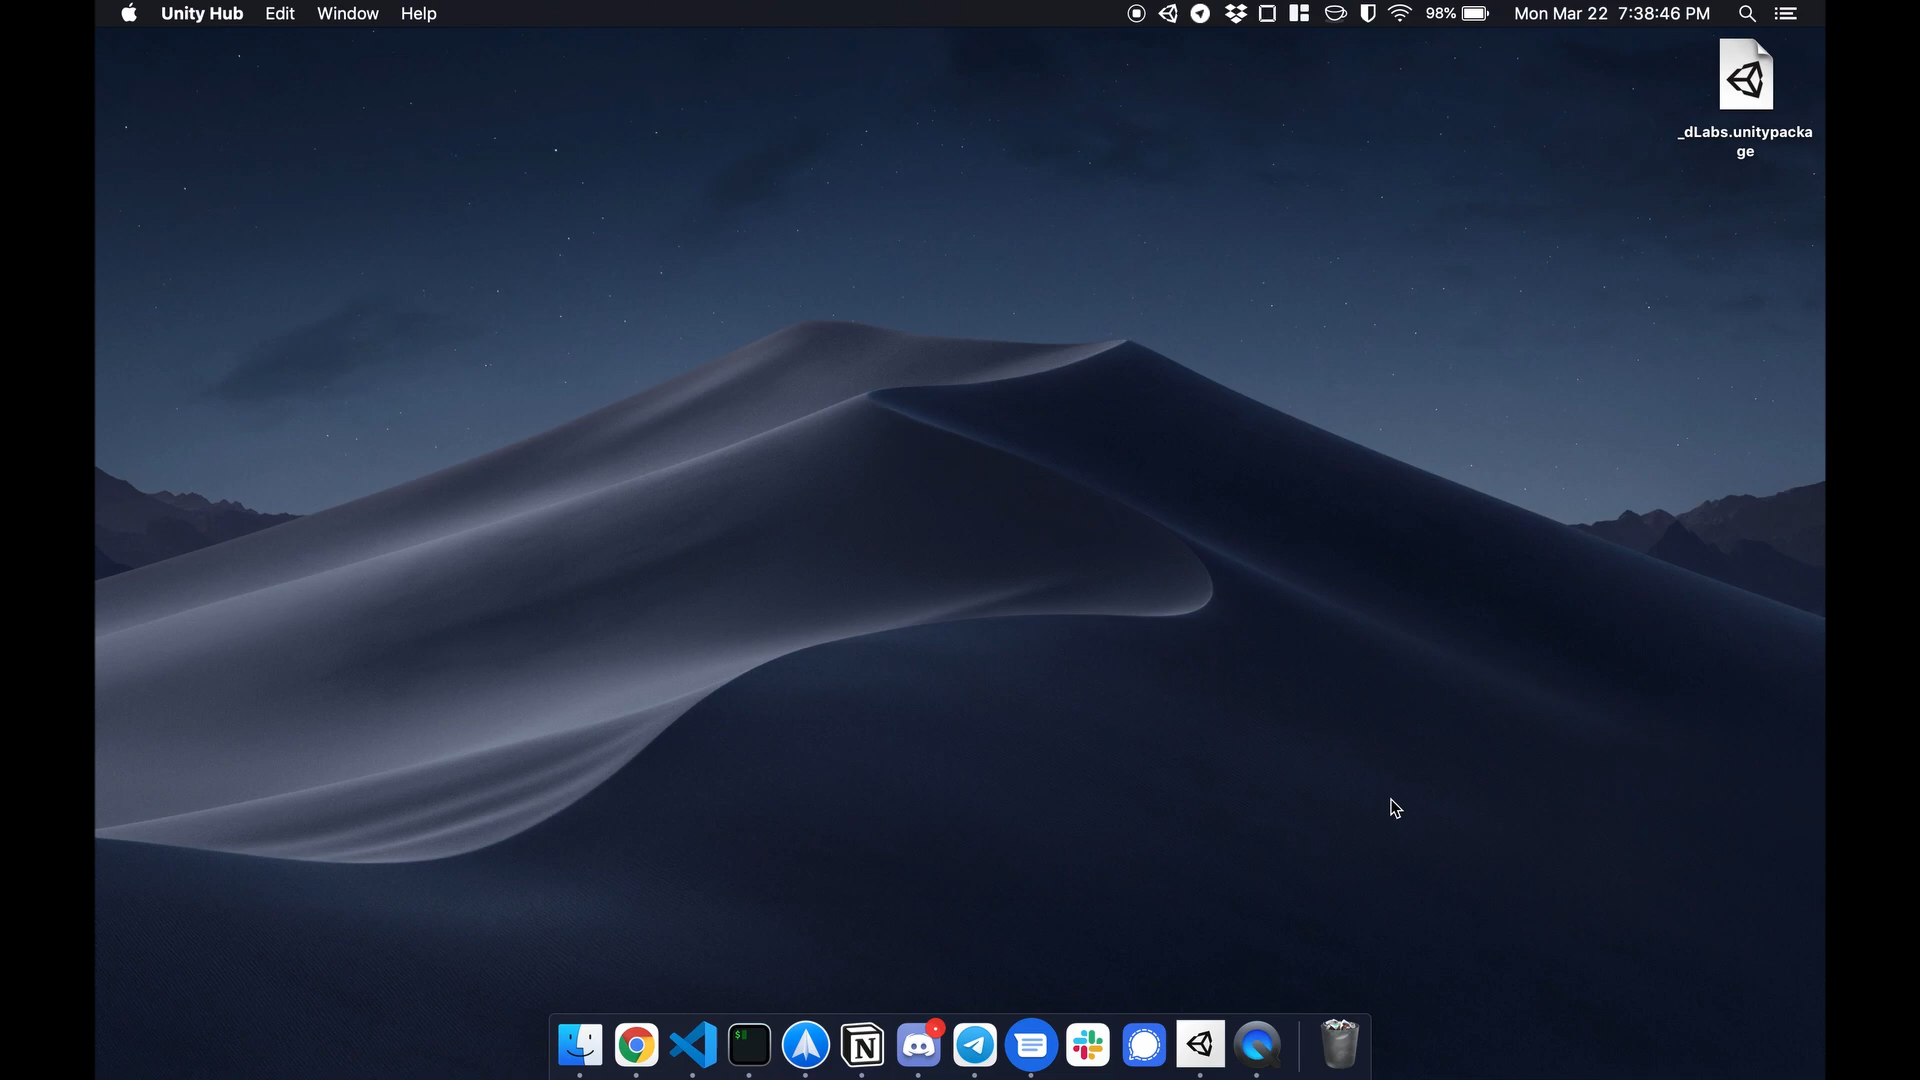 Unity Hub Edit Window Help 98% Mon Mar 22 7:38:46 PM
_dLabs.unitypacka
ge
$
N